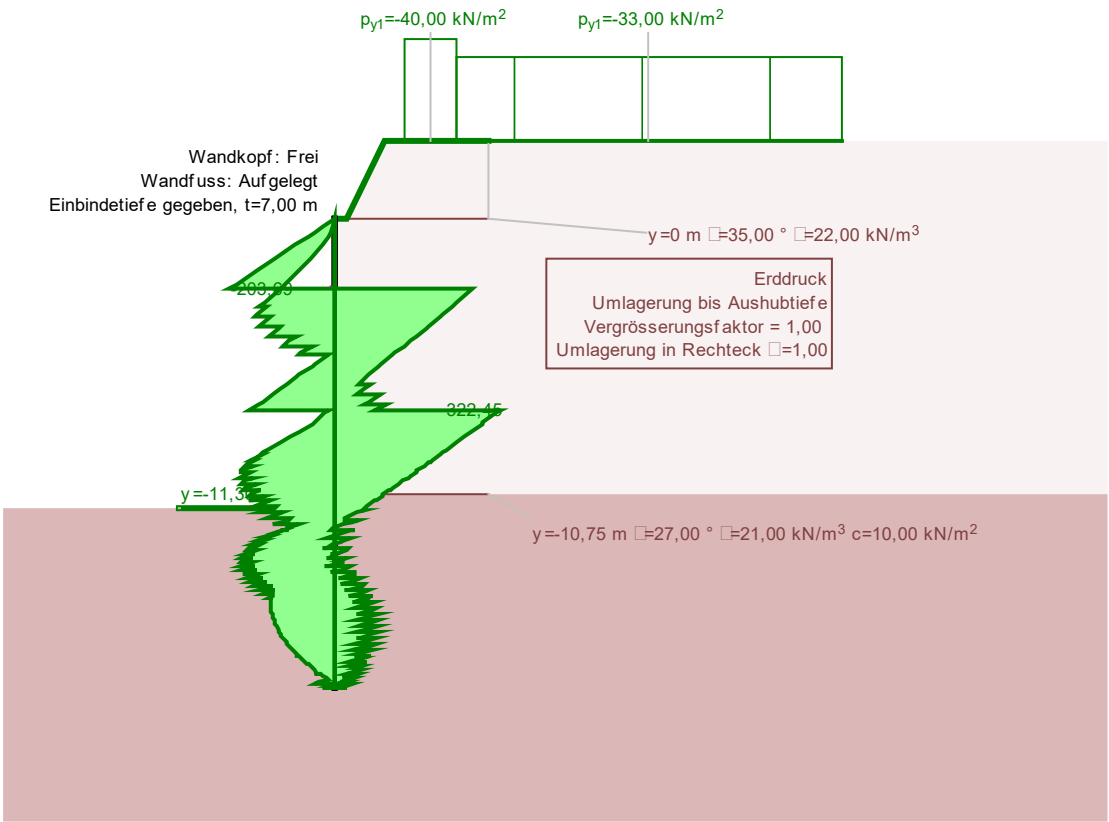 py1=-40,00 kN/m² py1=-33,00 kN/m²
Wandkopf: Frei
Wandfuss: Aufgelegt
Einbindetiefe gegeben, t=7,00 m
y=0 m □=35,00 ° □=22,00 kN/m³
Erddruck
-203,69
Umlagerung bis Aushubtiefe
Vergrösserungsfaktor = 1,00
Umlagerung in Rechteck □=1,00
322,45
y=-10,75 m □=27,00 ° □=21,00 kN/m³ c=10,00 kN/m²